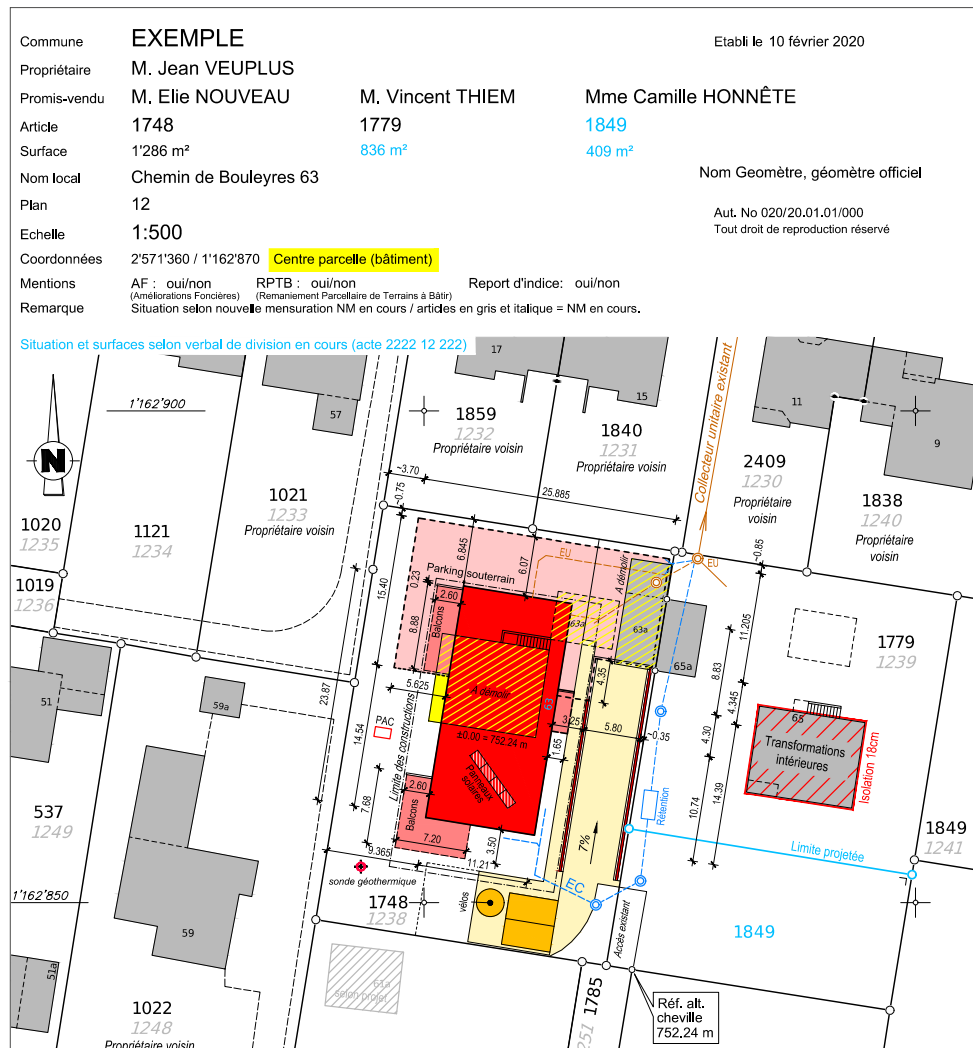 Commune EXEMPLE Etabli le 10 février 2020
Propriétaire M. Jean VEUPLUS
Promis-vendu M. Elie NOUVEAU M. Vincent THIEM Mme Camille HONNÊTE
Article 1748 1779 1849
Surface 1'286 m² 836 m² 409 m²
Nom local Chemin de Bouleyres 63 Nom Geomètre, géomètre officiel
Plan 12 Aut. No 020/20.01.01/000
Echelle 1:500 Tout droit de reproduction réservé
Coordonnées 2'571'360 / 1'162'870 Centre parcelle (bâtiment)
Mentions AF : oui/non RPTB : oui/non Report d'indice: oui/non
(Améliorations Foncières) (Remaniement Parcellaire de Terrains à Bâtir)
Remarque Situation selon nouvelle mensuration NM en cours / articles en gris et italique = NM en cours.
Situation et surfaces selon verbal de division en cours (acte 2222 12 222)
17
15
57
11
9
1'162'900
N
1859
1232
Propriétaire voisin
1840
1231
Propriétaire voisin
Collecteur unitaire existant
2409
1230
Propriétaire
voisin
1838
1240
Propriétaire
voisin
1021
1233
Propriétaire voisin
1020
1235
1121
1234
1019
1236
~3.70
~0.75
25.885
~0.85
EU
EU
6.845
6.07
A démolir
Parking souterrain
15.40
0.23
2.60
8.88
Balcons
63a
63a
65a
11.205
8.83
4.345
1779
1239
51
59a
23.87
5.625
A démolir
63
4.35
3.25
5.80
~0.35
PAC
Limite des constructions
±0.00 = 752.24 m
1.65
Panneaux
solaires
14.54
7.68
2.60
Balcons
7.20
9.365
11.21
3.50
7%
4.30
10.74
14.39
65
Transformations
intérieures
Isolation 18cm
Rétention
537
1249
1849
1241
Limite projetée
sonde géothermique
1'162'850
1748
1238
vélos
EC
Accès existant
1849
59
51a
61a
selon projet
1022
1248
Propriétaire voisin
1785
251
Réf. alt.
cheville
752.24 m